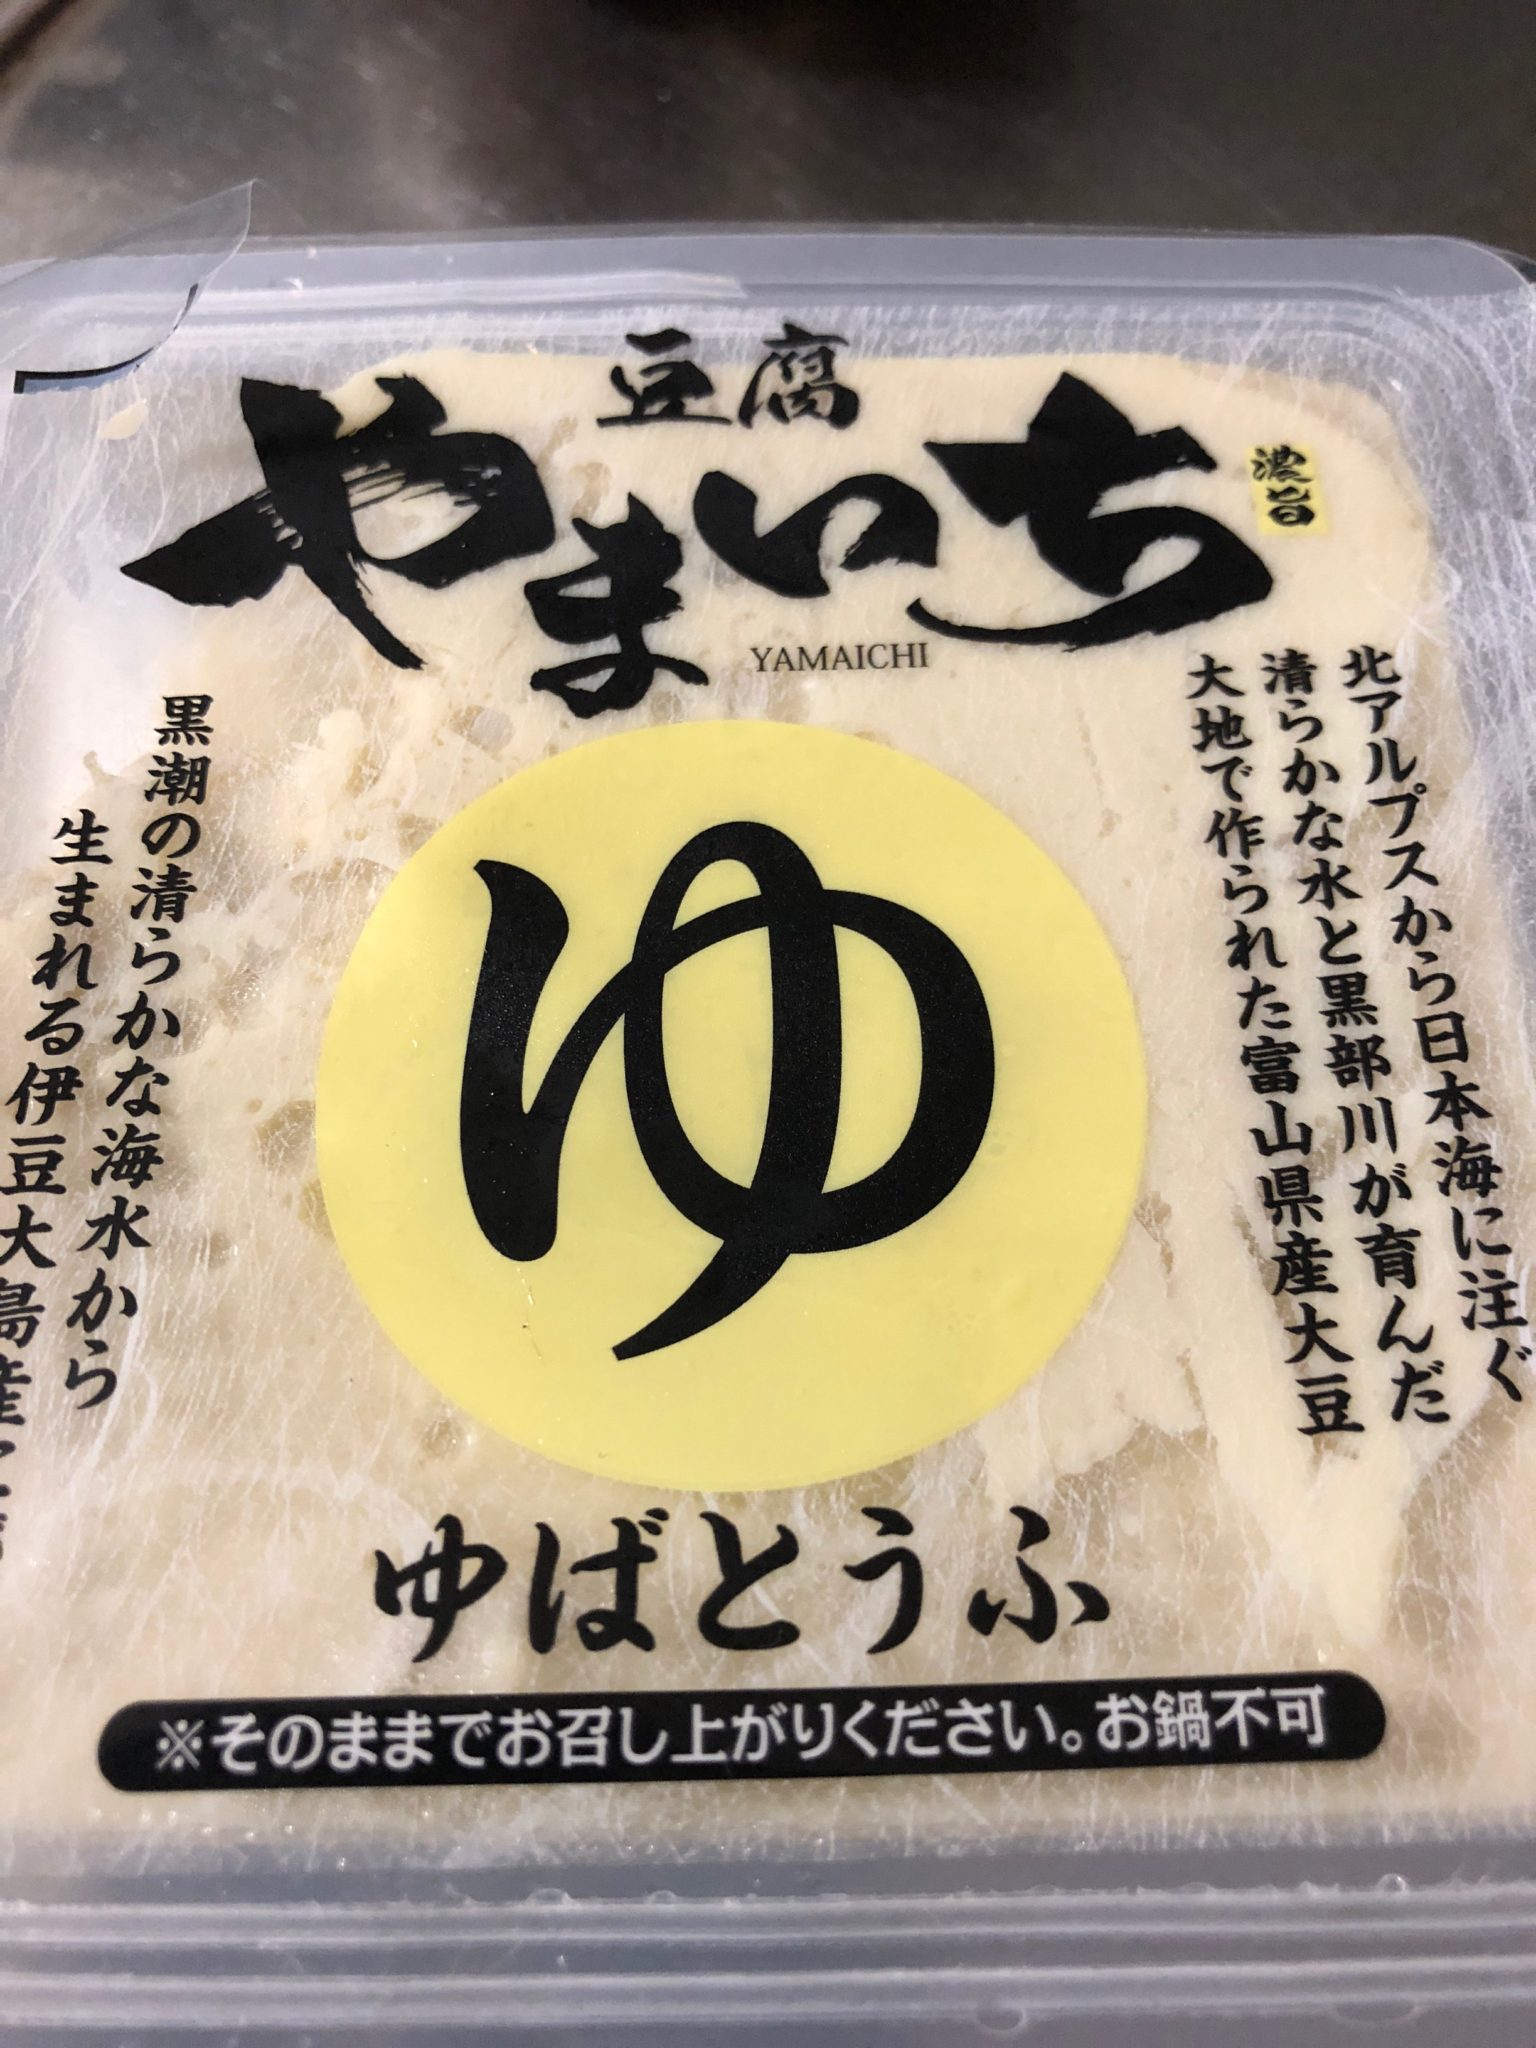 豆腐
やまいち
濃旨
YAMAICHI
北アルプスから日本海に注ぐ
清らかな水と黒部川が育んだ
大地で作られた富山県産大豆
黒潮の清らかな海水から
生まれる伊豆大島産
ゆ
ゆばとうふ
※そのままでお召し上がりください。お鍋不可